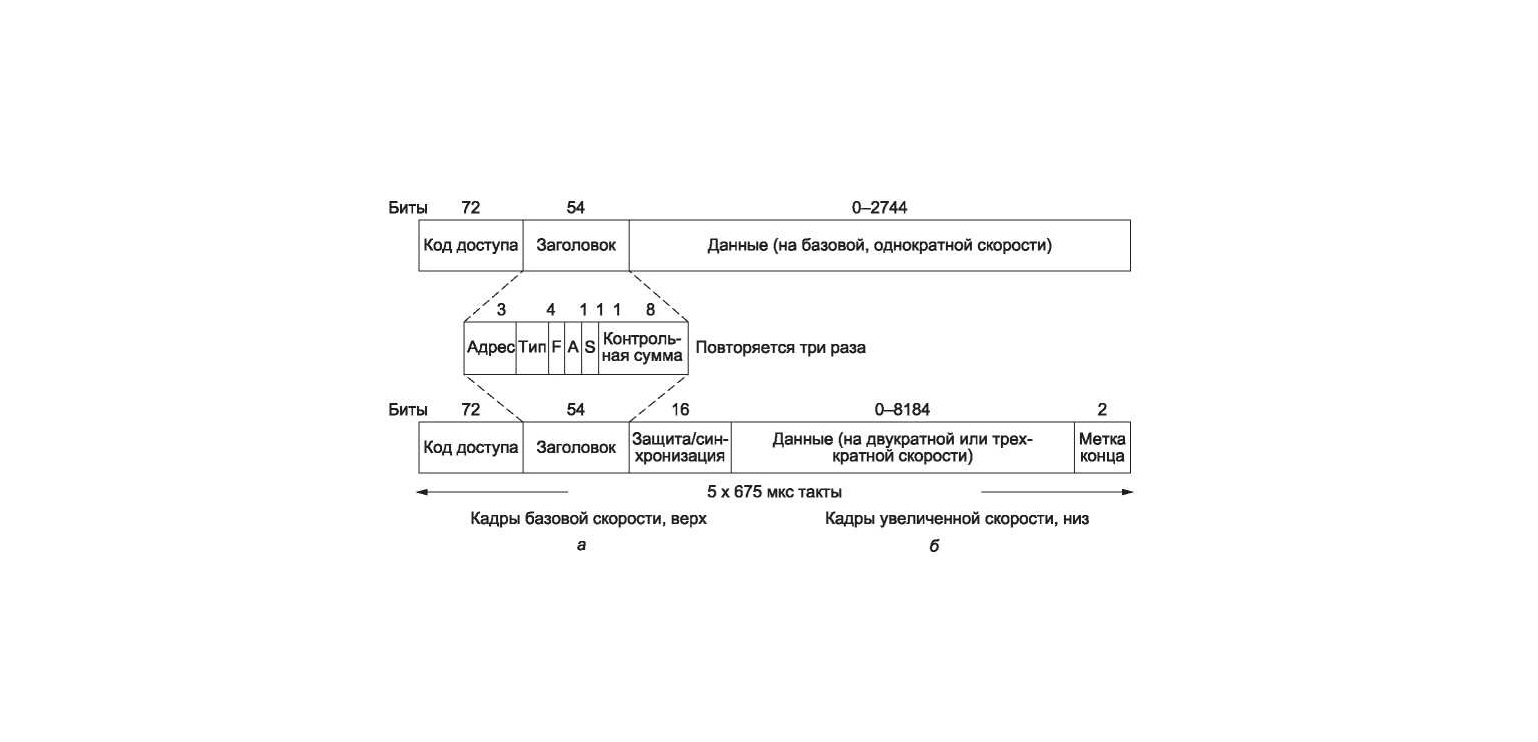 Биты 72 54 0–2744
Код доступа Заголовок Данные (на базовой, однократной скорости)
3 4 1 1 1 8
Адрес Тип F A S Контроль-
ная сумма
Повторяется три раза
Биты 72 54 16 0–8184 2
Код доступа Заголовок Защита/син-
хронизация
Данные (на двукратной или трех-
кратной скорости)
Метка
конца
5 x 675 мкс такты
Кадры базовой скорости, верх Кадры увеличенной скорости, низ
а б